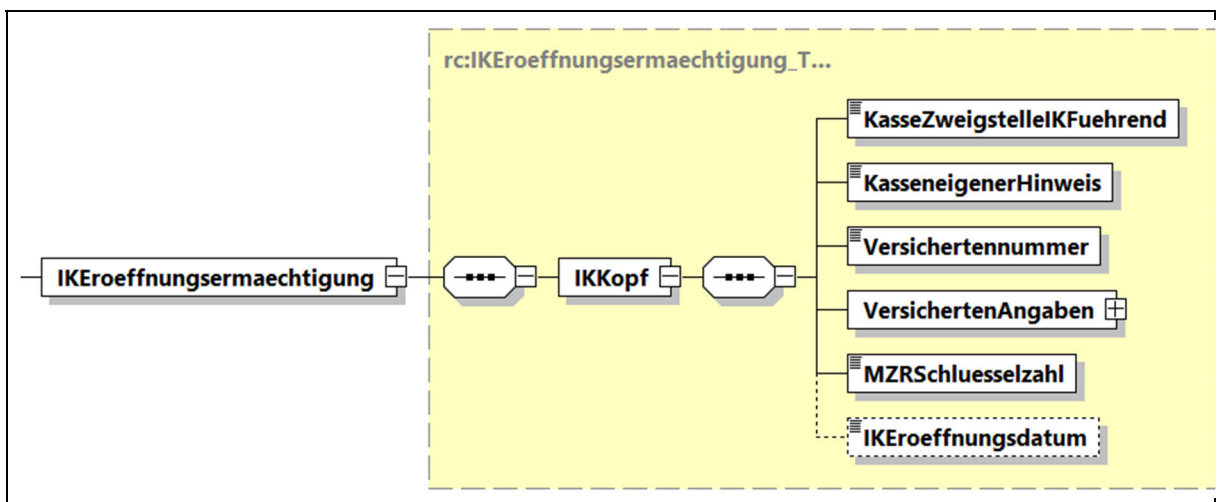 rc:IKEroeffnungsermaechtigung_T...
KasseZweigstelleIKFuehrend
KasseneigenerHinweis
Versichertennummer
IKEroeffnungsermaechtigung
IKKopf
VersichertenAngaben
MZRSchluesselzahl
IKEroeffnungsdatum